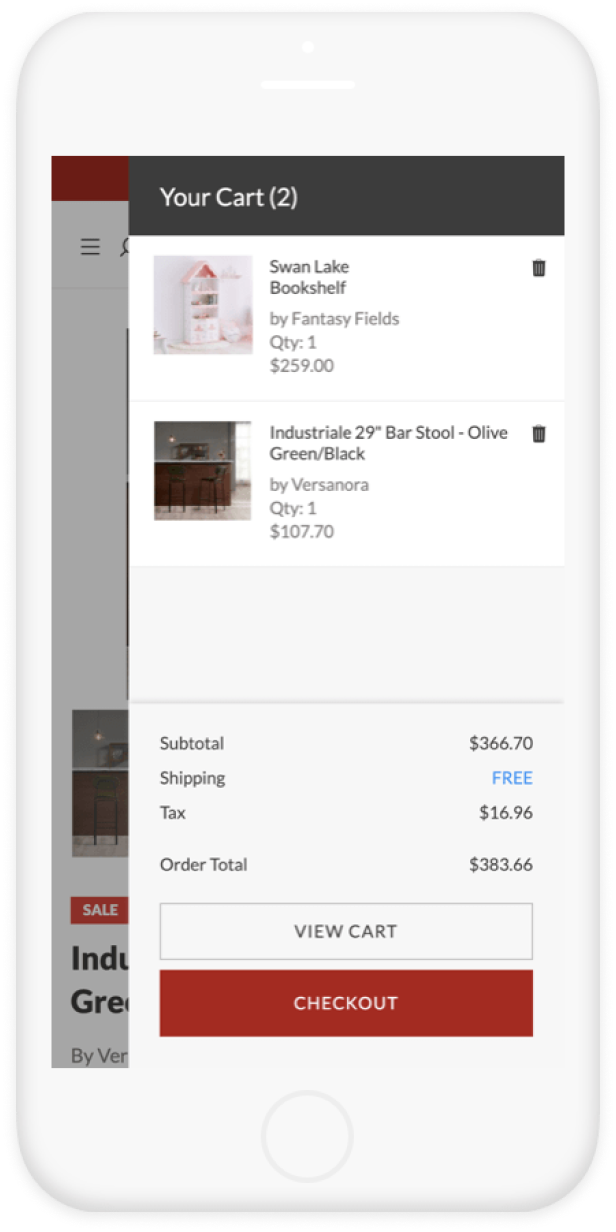 Your Cart (2)
Swan Lake
Bookshelf
by Fantasy Fields
Qty: 1
$259.00
Industriale 29" Bar Stool - Olive
Green/Black
by Versanora
Qty: 1
$107.70
Subtotal $366.70
Shipping FREE
Tax $16.96
Order Total $383.66
VIEW CART
CHECKOUT
SALE
Indu
Gree
By Ver